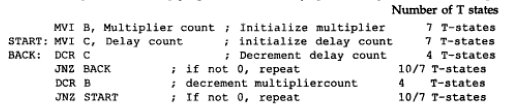 Number of T states
MVI B, Multiplier count ; Initialize multiplier 7 T-states
START: MVI C, Delay count ; initialize delay count 7 T-states
BACK: DCR C ; Decrement delay count 4 T-states
JNZ BACK ; if not 0, repeat 10/7 T-states
DCR B ; decrement multipliercount 4 T-states
JNZ START ; If not 0, repeat 10/7 T-states